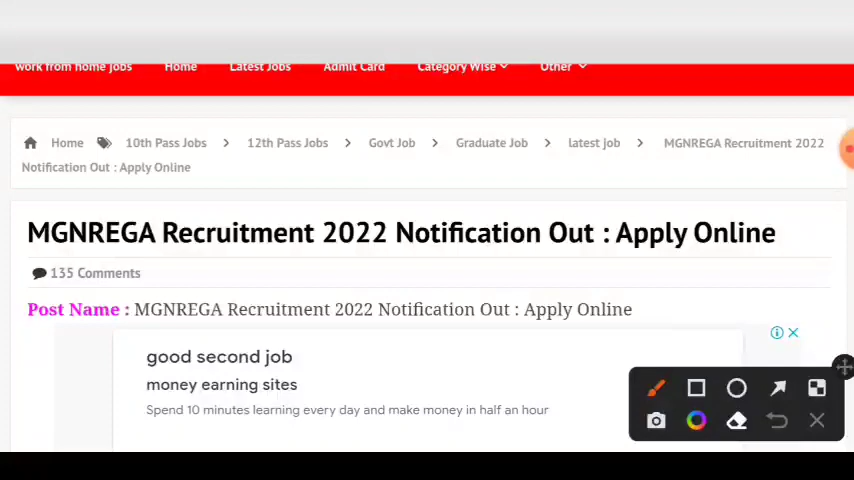 work from home jobs Home Latest Jobs Admit Card Category Wise Other
Home 10th Pass Jobs 12th Pass Jobs Govt Job Graduate Job latest job MGNREGA Recruitment 2022
Notification Out : Apply Online
MGNREGA Recruitment 2022 Notification Out : Apply Online
135 Comments
Post Name : MGNREGA Recruitment 2022 Notification Out : Apply Online
good second job
money earning sites
Spend 10 minutes learning every day and make money in half an hour